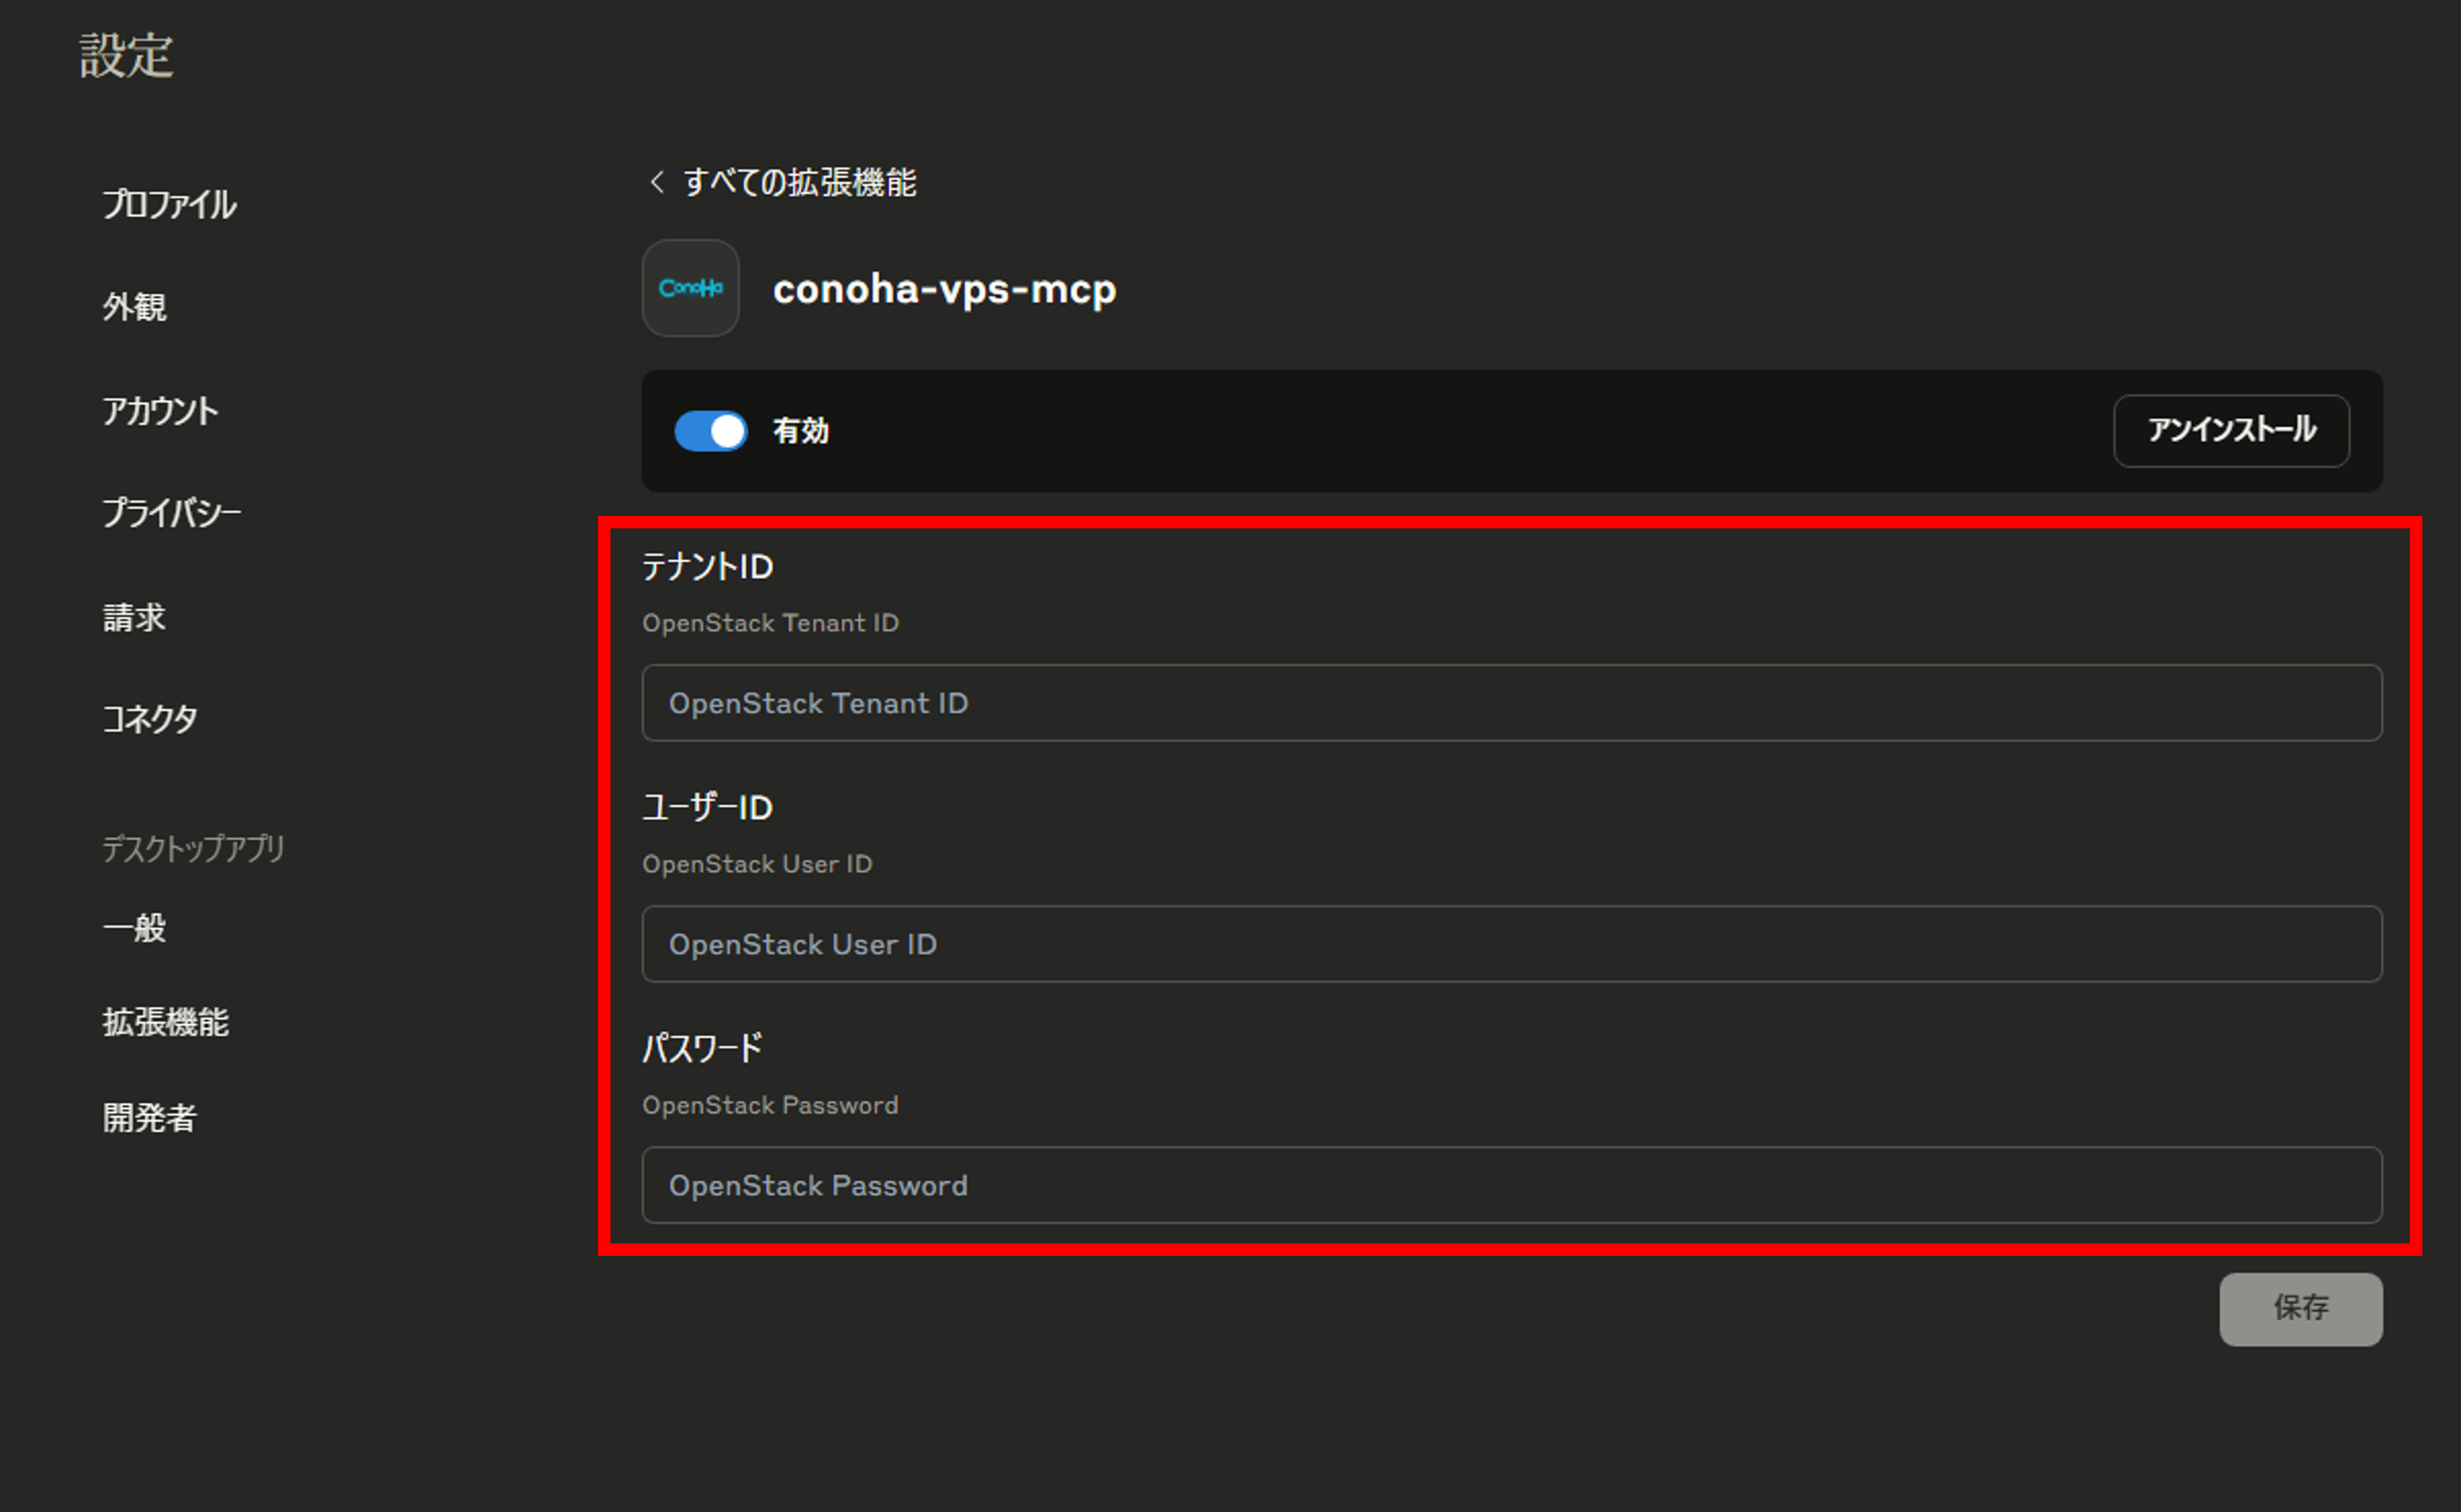 設定
プロファイル
外観
アカウント
プライバシー
請求
コネクタ
デスクトップアプリ
一般
拡張機能
開発者
すべての拡張機能
ConoHa
conoha-vps-mcp
有効
アンインストール
テナントID
OpenStack Tenant ID
OpenStack Tenant ID
ユーザーID
OpenStack User ID
OpenStack User ID
パスワード
OpenStack Password
OpenStack Password
保存